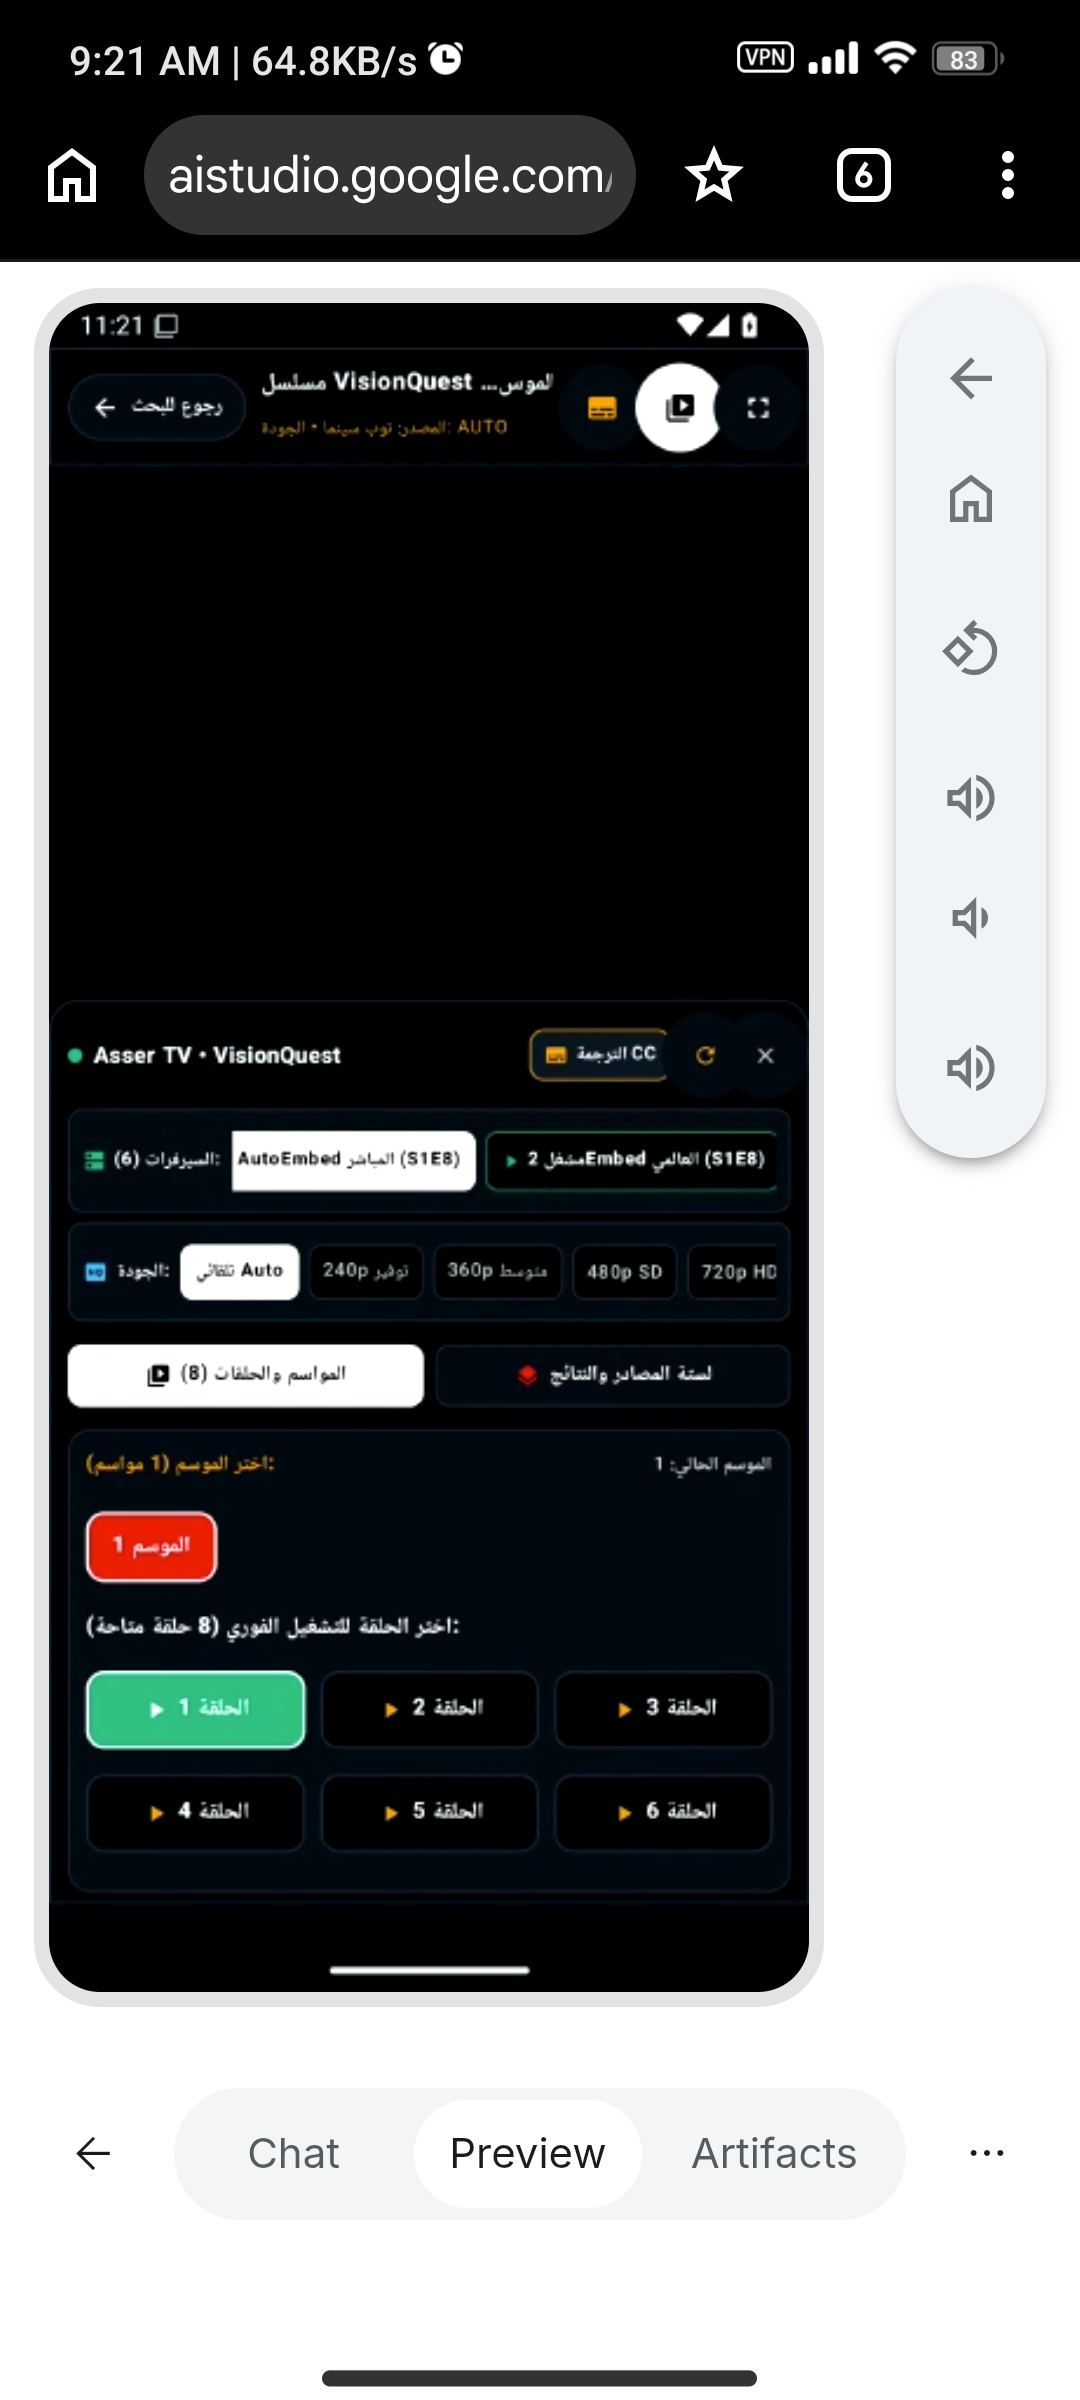 9:21 AM | 64.8KB/s
VPN
83
aistudio.google.com/
6
11:21
رجوع للبحث
مسلسل VisionQuest ...الموس
المصدر: توب سينما • الجودة: AUTO
Asser TV • VisionQuest
الترجمة CC
السيرفرات (6):
AutoEmbed المباشر (S1E8)
مشغل 2 Embed العالمي (S1E8)
الجودة:
تلقائي Auto
240p توفير
360p متوسط
480p SD
720p HD
المواسم والحلقات (8)
لستة المصادر والنتائج
اختر الموسم (1 مواسم):
الموسم الحالي: 1
الموسم 1
اختر الحلقة للتشغيل الفوري (8 حلقة متاحة):
الحلقة 1
الحلقة 2
الحلقة 3
الحلقة 4
الحلقة 5
الحلقة 6
Chat
Preview
Artifacts